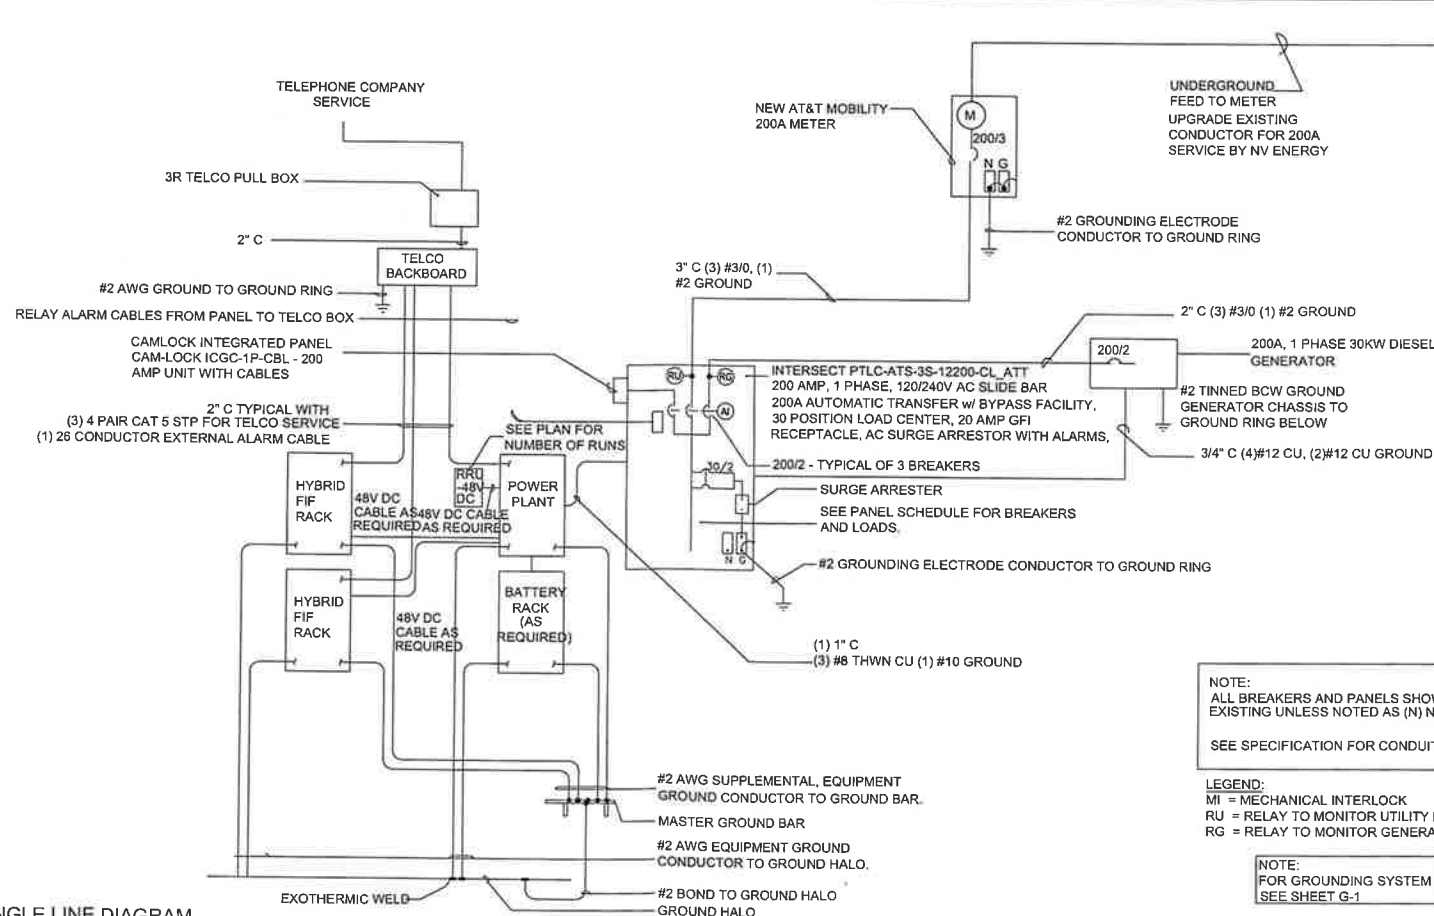 TELEPHONE COMPANY
SERVICE
3R TELCO PULL BOX
2" C
TELCO
BACKBOARD
#2 AWG GROUND TO GROUND RING
RELAY ALARM CABLES FROM PANEL TO TELCO BOX
CAMLOCK INTEGRATED PANEL
CAM-LOCK ICGC-1P-CBL - 200
AMP UNIT WITH CABLES
2" C TYPICAL WITH
(3) 4 PAIR CAT 5 STP FOR TELCO SERVICE
(1) 26 CONDUCTOR EXTERNAL ALARM CABLE
NEW AT&T MOBILITY
200A METER
M
200/3
N G
UNDERGROUND
FEED TO METER
UPGRADE EXISTING
CONDUCTOR FOR 200A
SERVICE BY NV ENERGY
#2 GROUNDING ELECTRODE
CONDUCTOR TO GROUND RING
3" C (3) #3/0, (1)
#2 GROUND
2" C (3) #3/0 (1) #2 GROUND
200/2
200A, 1 PHASE 30KW DIESEL
GENERATOR
#2 TINNED BCW GROUND
GENERATOR CHASSIS TO
GROUND RING BELOW
3/4" C (4)#12 CU, (2)#12 CU GROUND
RU
RG
INTERSECT PTLC-ATS-3S-12200-CL_ATT
200 AMP, 1 PHASE, 120/240V AC SLIDE BAR
200A AUTOMATIC TRANSFER w/ BYPASS FACILITY,
30 POSITION LOAD CENTER, 20 AMP GFI
RECEPTACLE, AC SURGE ARRESTOR WITH ALARMS,
200/2 - TYPICAL OF 3 BREAKERS
30/2
SURGE ARRESTER
SEE PANEL SCHEDULE FOR BREAKERS
AND LOADS.
N G
#2 GROUNDING ELECTRODE CONDUCTOR TO GROUND RING
SEE PLAN FOR
NUMBER OF RUNS
RRU
-48V
DC
POWER
PLANT
HYBRID
FIF
RACK
48V DC
CABLE AS
REQUIRED
48V DC CABLE
AS REQUIRED
HYBRID
FIF
RACK
48V DC
CABLE AS
REQUIRED
BATTERY
RACK
(AS
REQUIRED)
(1) 1" C
(3) #8 THWN CU (1) #10 GROUND
#2 AWG SUPPLEMENTAL, EQUIPMENT
GROUND CONDUCTOR TO GROUND BAR.
MASTER GROUND BAR
#2 AWG EQUIPMENT GROUND
CONDUCTOR TO GROUND HALO.
EXOTHERMIC WELD
#2 BOND TO GROUND HALO
GROUND HALO
NOTE:
ALL BREAKERS AND PANELS SHOW
EXISTING UNLESS NOTED AS (N) N
SEE SPECIFICATION FOR CONDUIT
LEGEND:
MI = MECHANICAL INTERLOCK
RU = RELAY TO MONITOR UTILITY
RG = RELAY TO MONITOR GENERA
NOTE:
FOR GROUNDING SYSTEM
SEE SHEET G-1
NGLE LINE DIAGRAM